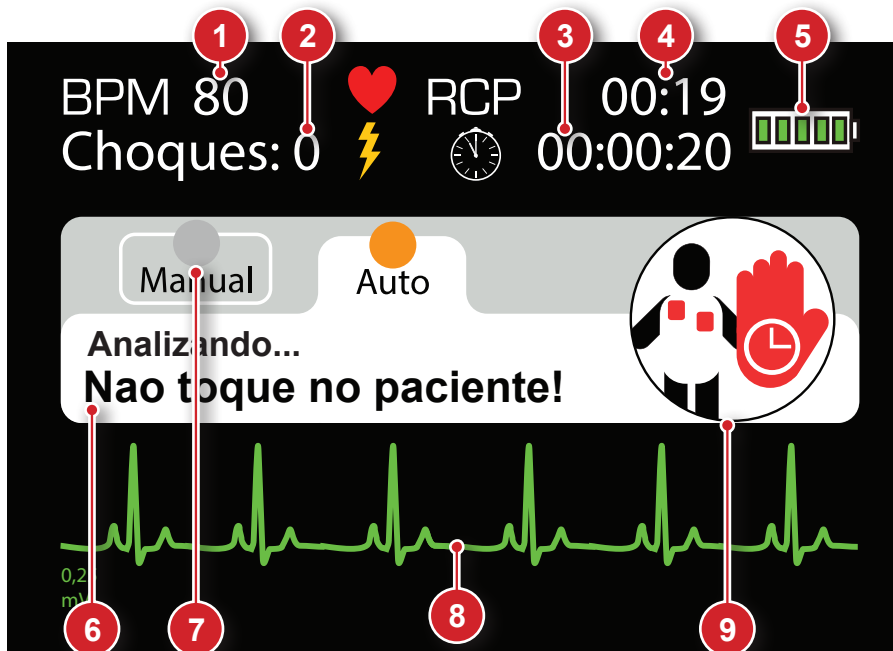 1 2 3 4 5
BPM 80 RCP 00:19
Choques: 0 00:00:20
Manual Auto
Analizando...
Nao toque no paciente!
6 7 8 9